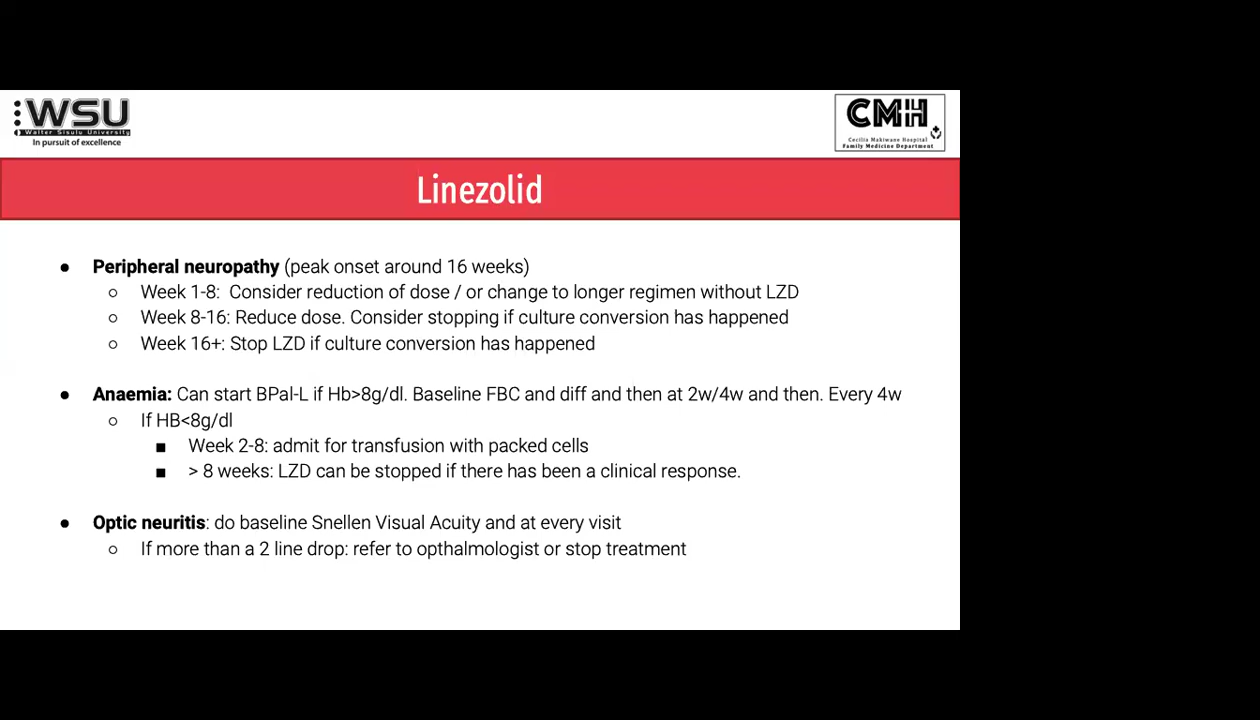 WSU
Walter Sisulu University
In pursuit of excellence
CMH
Cecilia Makiwane Hospital
Family Medicine Department
Linezolid
● Peripheral neuropathy (peak onset around 16 weeks)
○ Week 1-8: Consider reduction of dose / or change to longer regimen without LZD
○ Week 8-16: Reduce dose. Consider stopping if culture conversion has happened
○ Week 16+: Stop LZD if culture conversion has happened
● Anaemia: Can start BPal-L if Hb>8g/dl. Baseline FBC and diff and then at 2w/4w and then. Every 4w
○ If HB<8g/dl
■ Week 2-8: admit for transfusion with packed cells
■ > 8 weeks: LZD can be stopped if there has been a clinical response.
● Optic neuritis: do baseline Snellen Visual Acuity and at every visit
○ If more than a 2 line drop: refer to opthalmologist or stop treatment